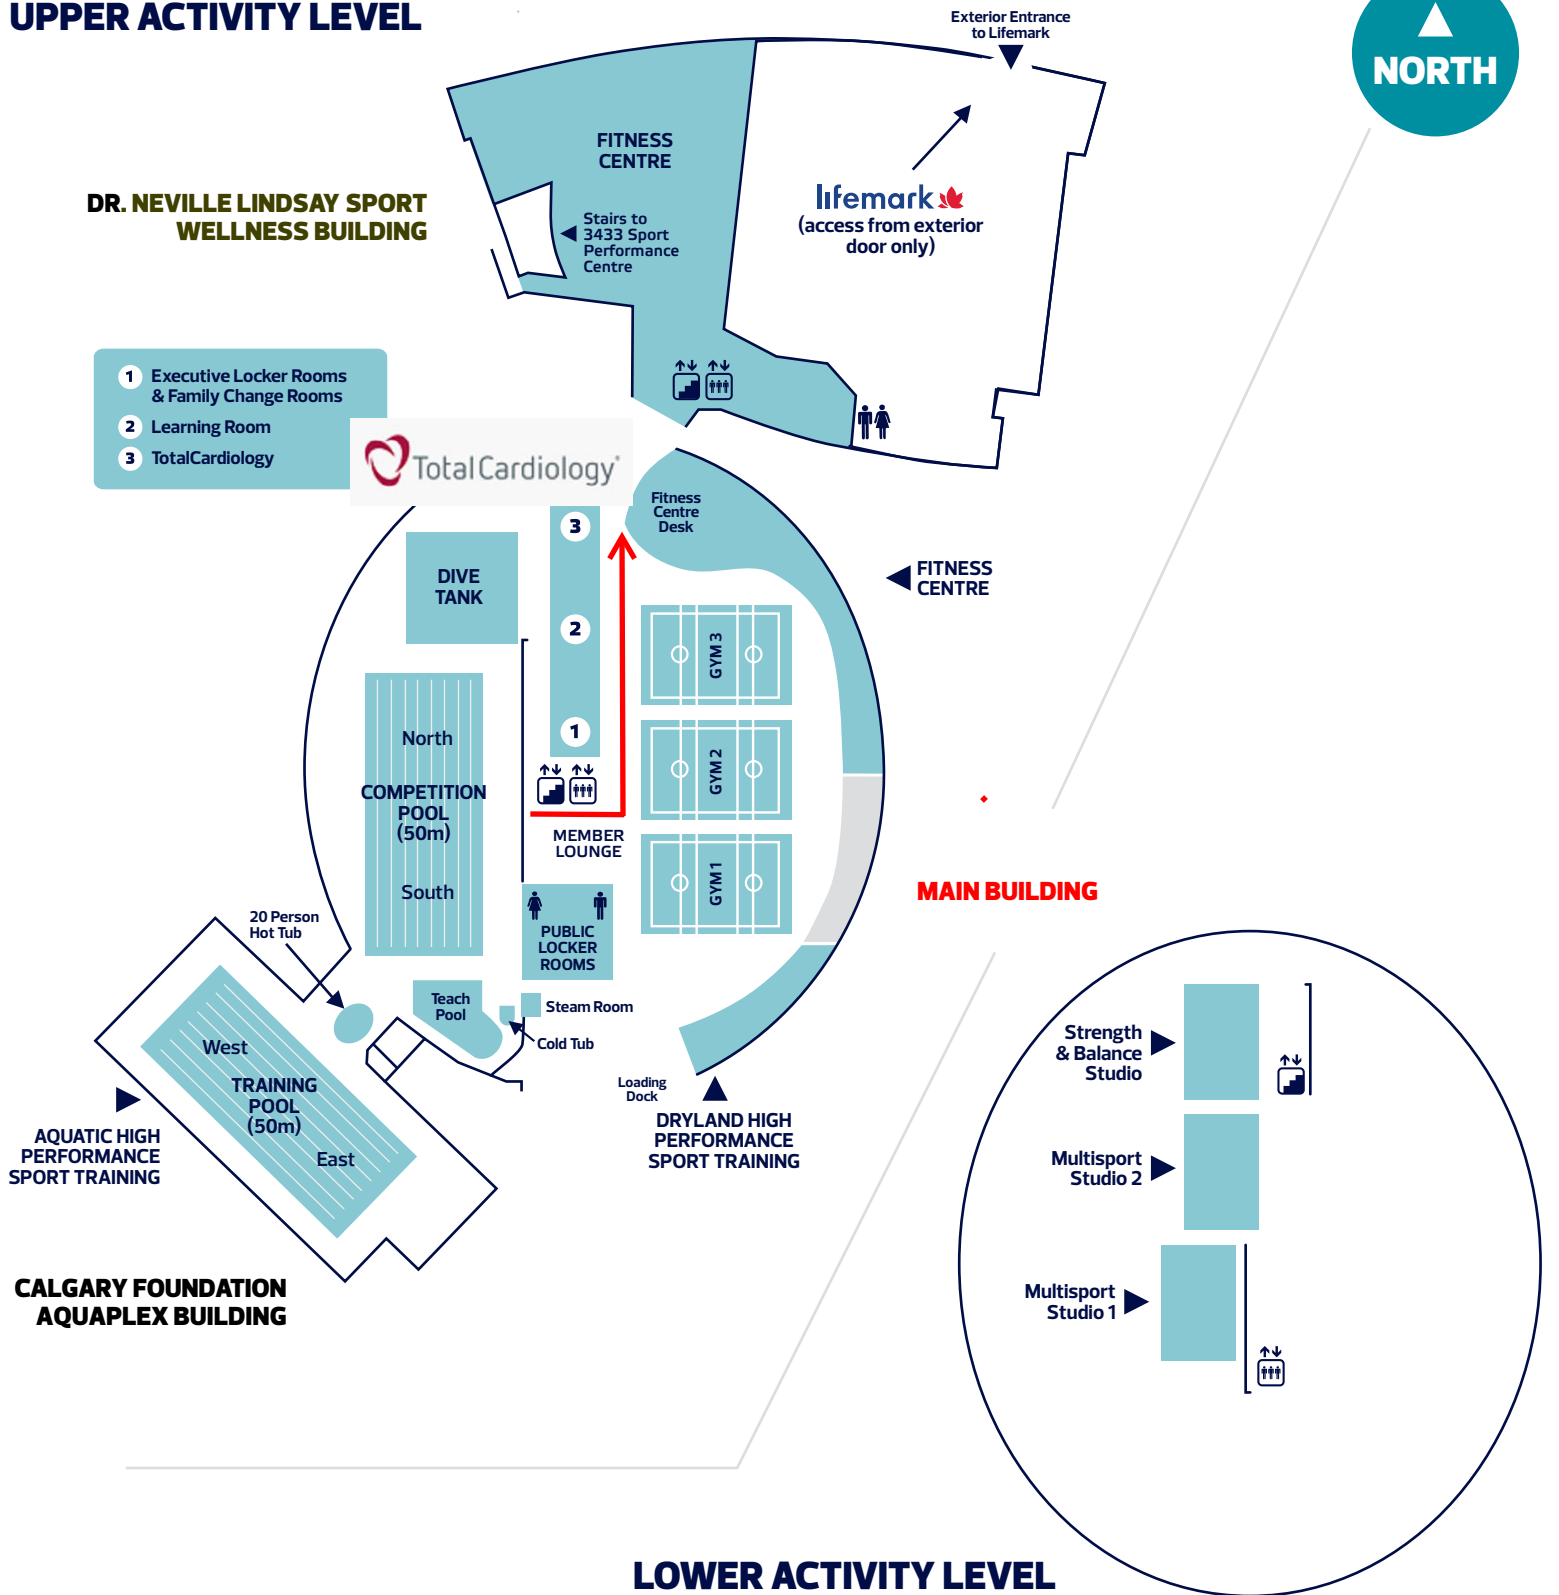 UPPER ACTIVITY LEVEL
Exterior Entrance
to Lifemark
NORTH
FITNESS
CENTRE
lifemark
(access from exterior
door only)
DR. NEVILLE LINDSAY SPORT
WELLNESS BUILDING
Stairs to
3433 Sport
Performance
Centre
1 Executive Locker Rooms
& Family Change Rooms
2 Learning Room
3 TotalCardiology
TotalCardiology®
Fitness
Centre
Desk
3
DIVE
TANK
FITNESS
CENTRE
2
GYM 3
1
North
GYM 2
COMPETITION
POOL
(50m)
MEMBER
LOUNGE
South
GYM 1
MAIN BUILDING
20 Person
Hot Tub
PUBLIC
LOCKER
ROOMS
Teach
Pool
Steam Room
Cold Tub
West
TRAINING
POOL
(50m)
East
Loading
Dock
DRYLAND HIGH
PERFORMANCE
SPORT TRAINING
AQUATIC HIGH
PERFORMANCE
SPORT TRAINING
CALGARY FOUNDATION
AQUAPLEX BUILDING
Strength
& Balance
Studio
Multisport
Studio 2
Multisport
Studio 1
LOWER ACTIVITY LEVEL